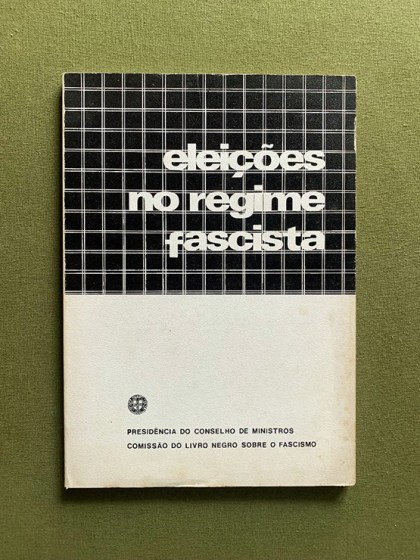 eleições
no regime
fascista
PRESIDÊNCIA DO CONSELHO DE MINISTROS
COMISSÃO DO LIVRO NEGRO SOBRE O FASCISMO